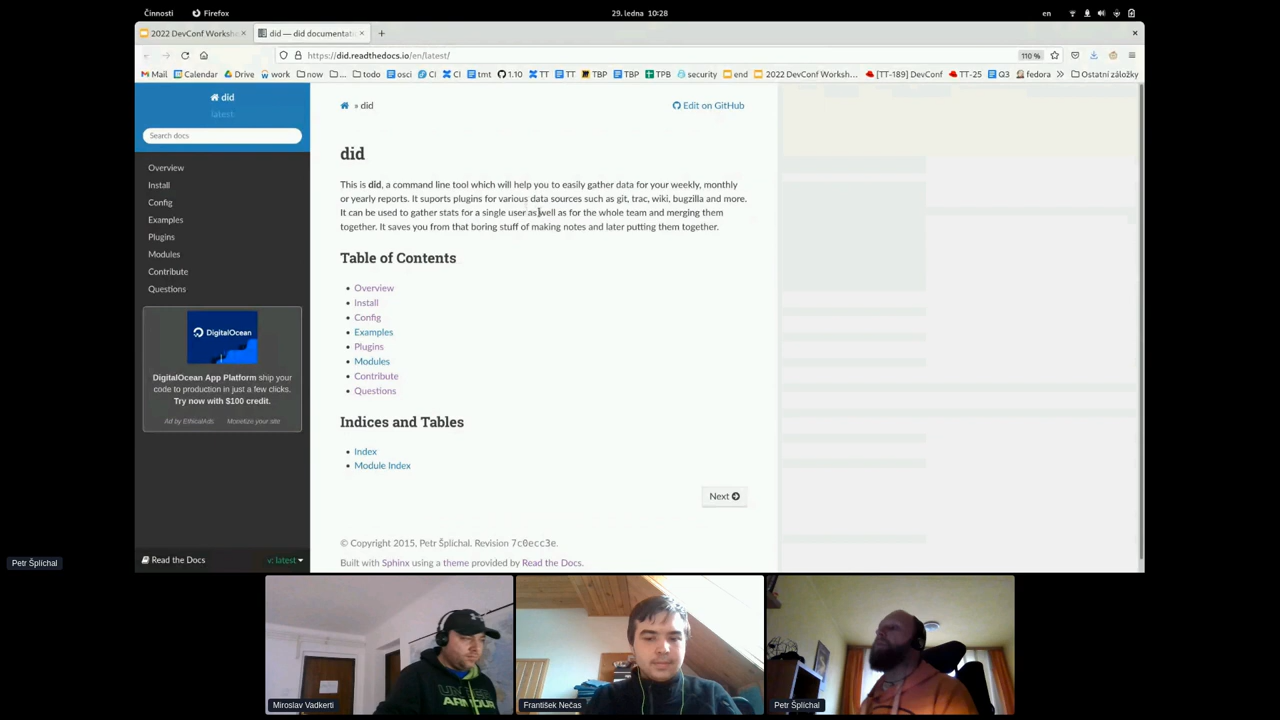 Činnosti
Firefox
29. ledna 10:28
en
2022 DevConf Worksh
did — did documentatio
https://did.readthedocs.io/en/latest/
110 %
Mail
Calendar
Drive
work
now
...
todo
osci
CI
CI
tmt
1.10
TT
TT
TBP
TBP
TPB
security
end
2022 DevConf Worksh...
[TT-189] DevConf
TT-25
Q3
fedora
Ostatní záložky
did
latest
Search docs
Overview
Install
Config
Examples
Plugins
Modules
Contribute
Questions
DigitalOcean
DigitalOcean App Platform ship your
code to production in just a few clicks.
Try now with $100 credit.
Ad by EthicalAds
Monetize your site
Read the Docs
v: latest
» did
Edit on GitHub
did
This is did, a command line tool which will help you to easily gather data for your weekly, monthly
or yearly reports. It suports plugins for various data sources such as git, trac, wiki, bugzilla and more.
It can be used to gather stats for a single user as well as for the whole team and merging them
together. It saves you from that boring stuff of making notes and later putting them together.
Table of Contents
Overview
Install
Config
Examples
Plugins
Modules
Contribute
Questions
Indices and Tables
Index
Module Index
Next
© Copyright 2015, Petr Šplíchal. Revision 7c0ecc3e.
Built with Sphinx using a theme provided by Read the Docs.
Petr Šplíchal
UNDER
ARMOUR
Miroslav Vadkerti
František Nečas
Petr Šplíchal